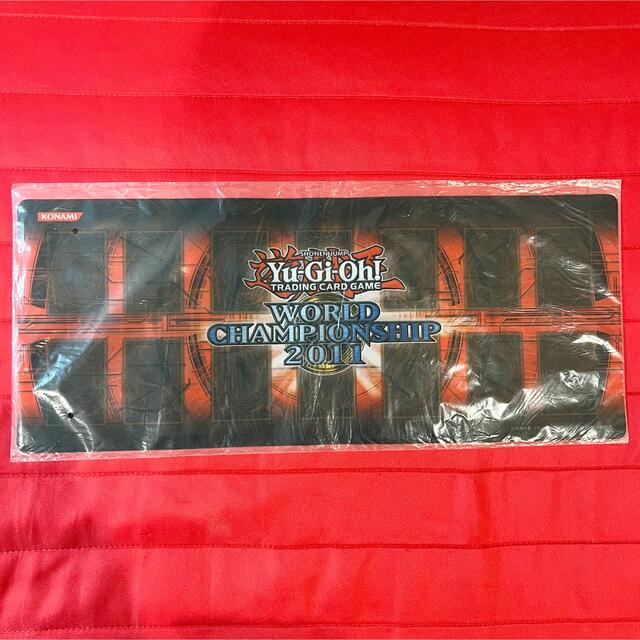 KONAMI
SHONEN JUMP
Yu-Gi-Oh!
TRADING CARD GAME
WORLD
CHAMPIONSHIP
2011